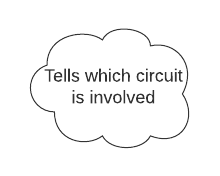 Tells which circuit
is involved